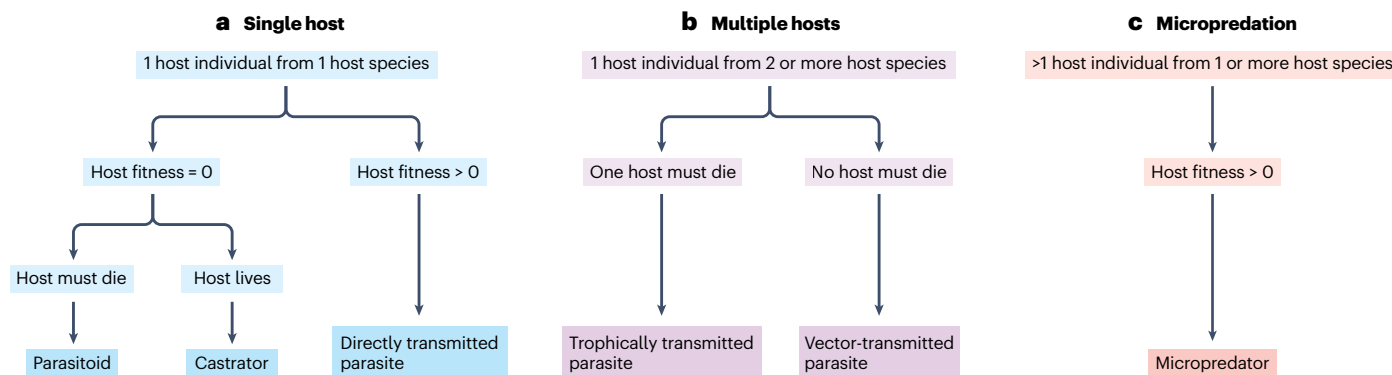 a Single host
1 host individual from 1 host species
Host fitness = 0
Host fitness > 0
Host must die
Host lives
Parasitoid
Castrator
Directly transmitted
parasite
b Multiple hosts
1 host individual from 2 or more host species
One host must die
No host must die
Trophically transmitted
parasite
Vector-transmitted
parasite
c Micropredation
>1 host individual from 1 or more host species
Host fitness > 0
Micropredator